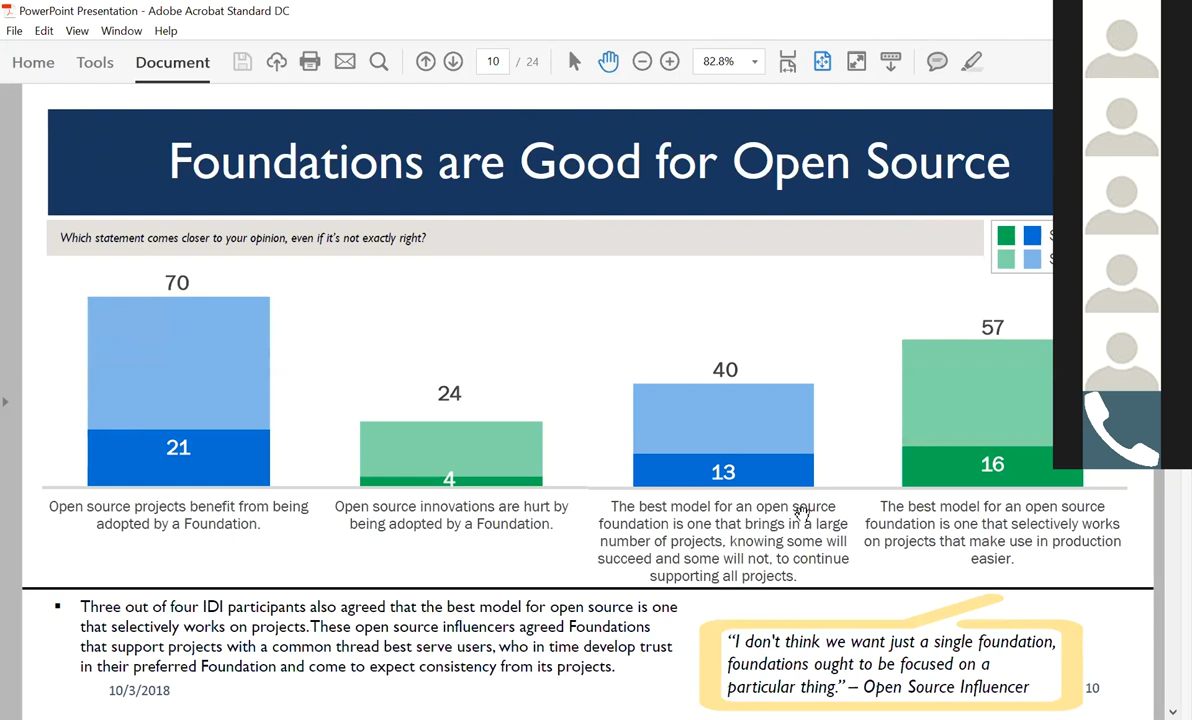 PowerPoint Presentation - Adobe Acrobat Standard DC
File Edit View Window Help
Home Tools Document 10 / 24 82.8%
Foundations are Good for Open Source
Which statement comes closer to your opinion, even if it's not exactly right?
70
57
40
24
21
4
13
16
Open source projects benefit from being
adopted by a Foundation.
Open source innovations are hurt by
being adopted by a Foundation.
The best model for an open source
foundation is one that brings in a large
number of projects, knowing some will
succeed and some will not, to continue
supporting all projects.
The best model for an open source
foundation is one that selectively works
on projects that make use in production
easier.
▪ Three out of four IDI participants also agreed that the best model for open source is one
that selectively works on projects. These open source influencers agreed Foundations
that support projects with a common thread best serve users, who in time develop trust
in their preferred Foundation and come to expect consistency from its projects.
“I don't think we want just a single foundation,
foundations ought to be focused on a
particular thing.” – Open Source Influencer
10/3/2018
10